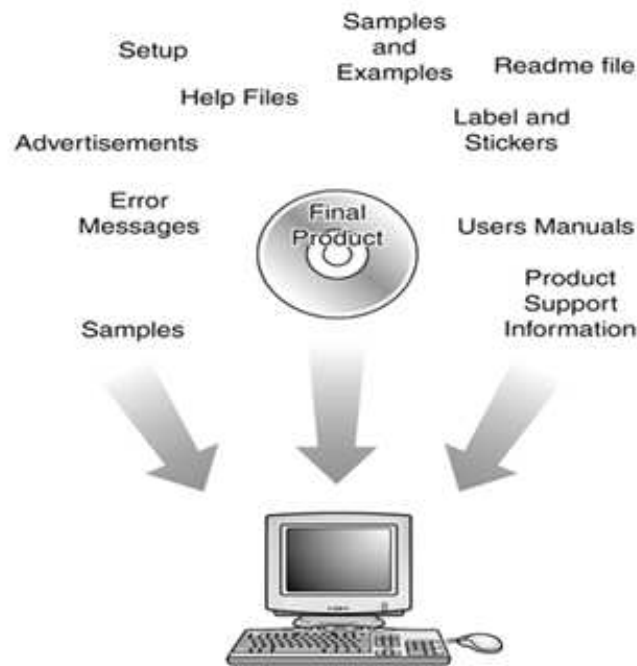 Setup
Samples
and
Examples
Readme file
Help Files
Label and
Stickers
Advertisements
Error
Messages
Final
Product
Users Manuals
Product
Support
Information
Samples